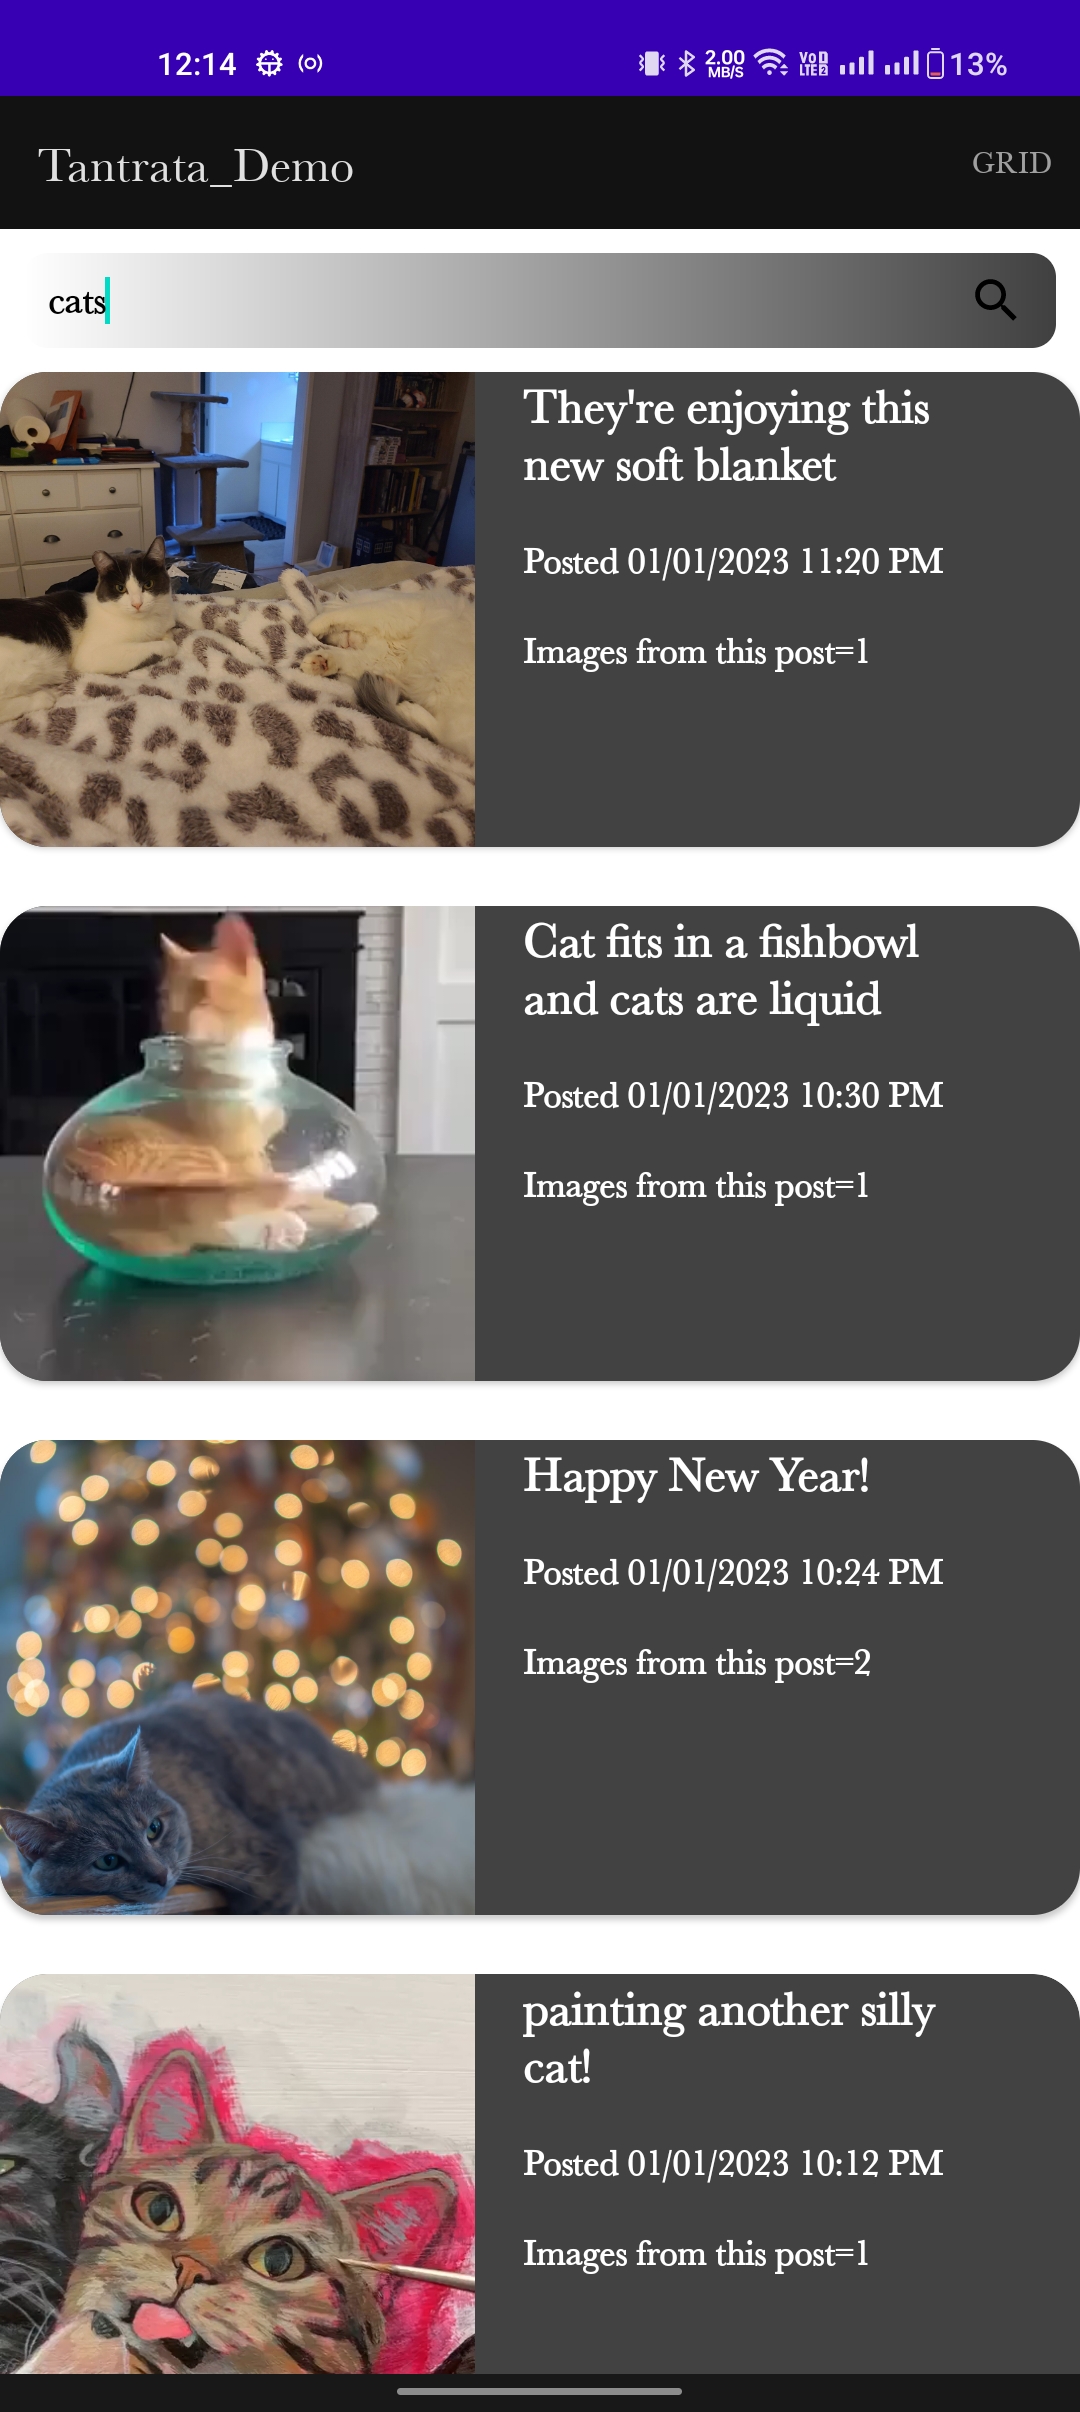 12:14
2.00
MB/S
VoD
LTE2
13%
Tantrata_Demo
GRID
cats
They're enjoying this
new soft blanket
Posted 01/01/2023 11:20 PM
Images from this post=1
Cat fits in a fishbowl
and cats are liquid
Posted 01/01/2023 10:30 PM
Images from this post=1
Happy New Year!
Posted 01/01/2023 10:24 PM
Images from this post=2
painting another silly
cat!
Posted 01/01/2023 10:12 PM
Images from this post=1